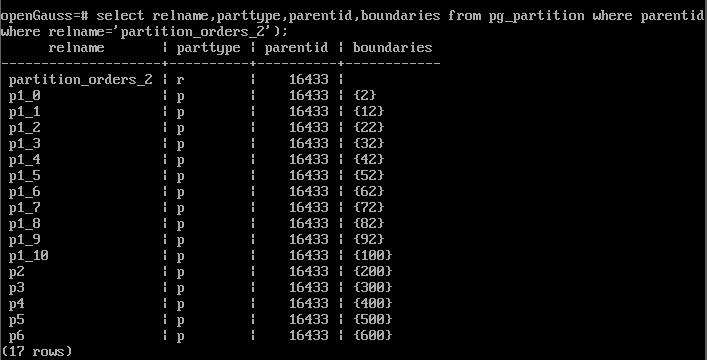 openGauss=# select relname,parttype,parentid,boundaries from pg_partition where parentid
where relname='partition_orders_2');
      relname       | parttype | parentid | boundaries
--------------------+----------+----------+------------
 partition_orders_2 | r        |    16433 |
 p1_0               | p        |    16433 | {2}
 p1_1               | p        |    16433 | {12}
 p1_2               | p        |    16433 | {22}
 p1_3               | p        |    16433 | {32}
 p1_4               | p        |    16433 | {42}
 p1_5               | p        |    16433 | {52}
 p1_6               | p        |    16433 | {62}
 p1_7               | p        |    16433 | {72}
 p1_8               | p        |    16433 | {82}
 p1_9               | p        |    16433 | {92}
 p1_10              | p        |    16433 | {100}
 p2                 | p        |    16433 | {200}
 p3                 | p        |    16433 | {300}
 p4                 | p        |    16433 | {400}
 p5                 | p        |    16433 | {500}
 p6                 | p        |    16433 | {600}
(17 rows)